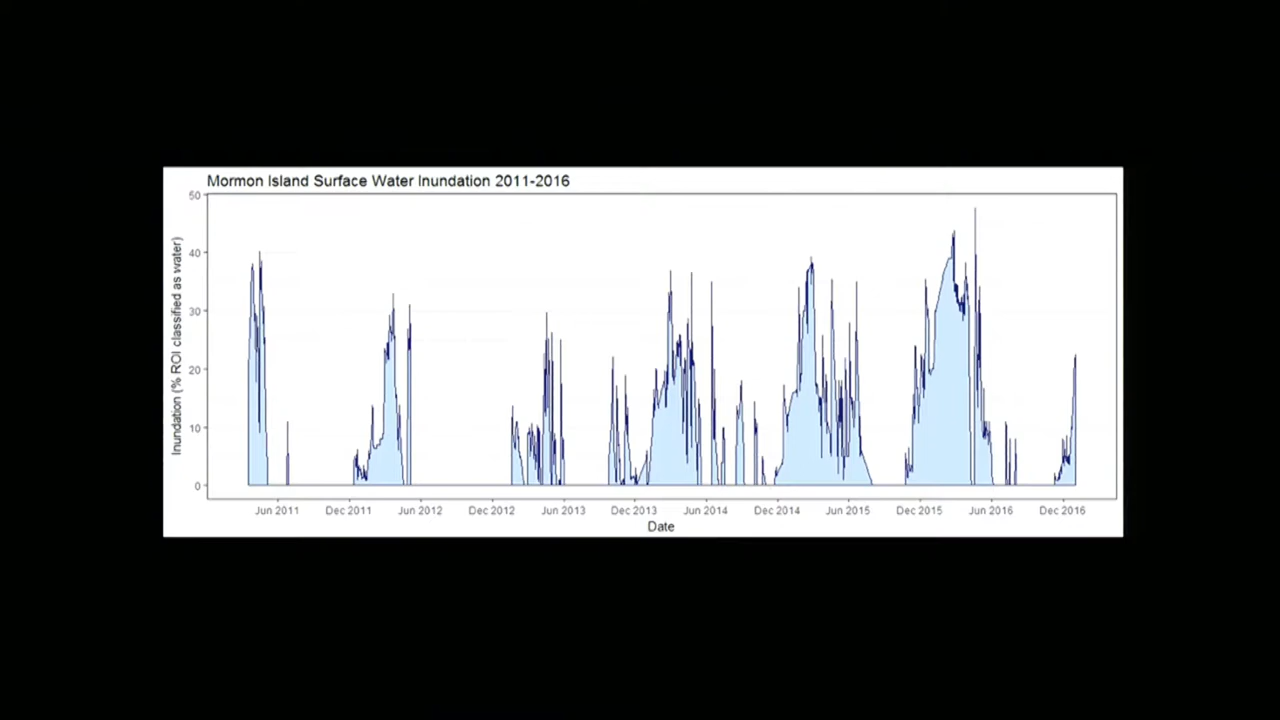 Mormon Island Surface Water Inundation 2011-2016
Inundation (% ROI classified as water)
50
40
30
20
10
0
Jun 2011 Dec 2011 Jun 2012 Dec 2012 Jun 2013 Dec 2013 Jun 2014 Dec 2014 Jun 2015 Dec 2015 Jun 2016 Dec 2016
Date